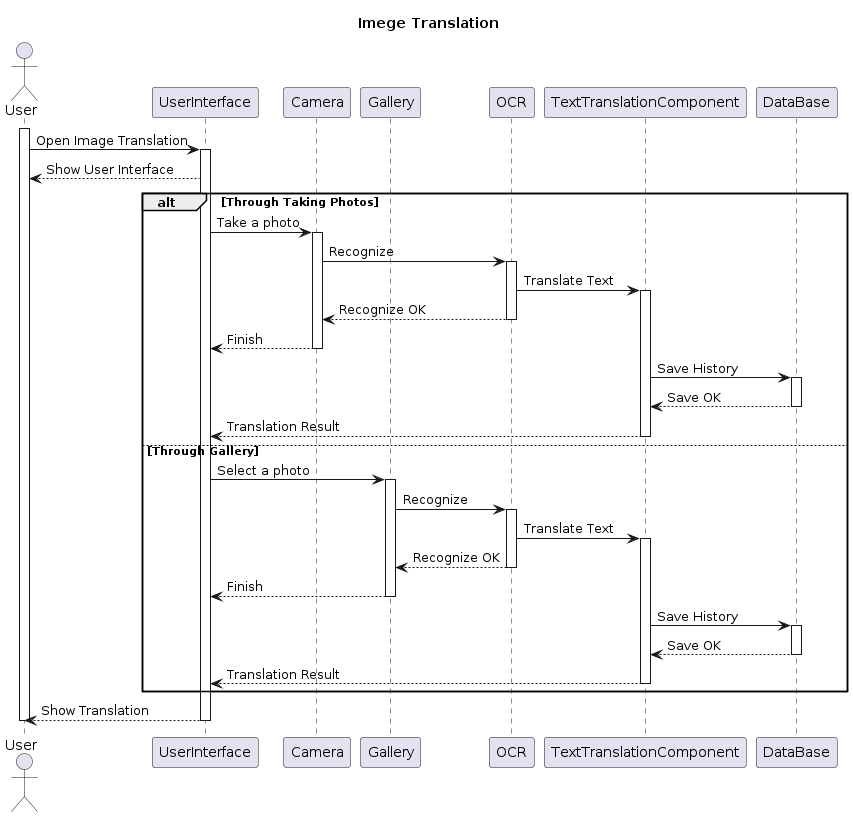 Imege Translation
User
UserInterface Camera Gallery OCR TextTranslationComponent DataBase
Open Image Translation
Show User Interface
alt [Through Taking Photos]
Take a photo
Recognize
Translate Text
Recognize OK
Finish
Save History
Save OK
Translation Result
[Through Gallery]
Select a photo
Recognize
Translate Text
Recognize OK
Finish
Save History
Save OK
Translation Result
Show Translation
User
UserInterface Camera Gallery OCR TextTranslationComponent DataBase